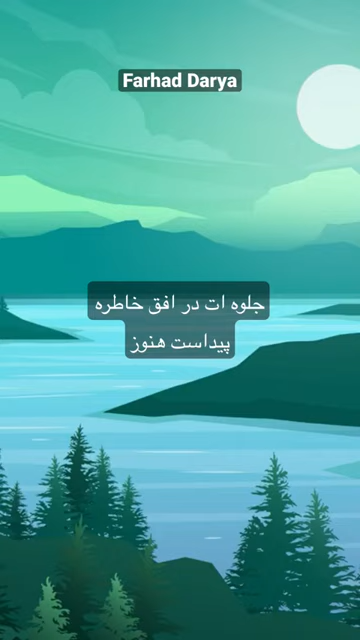 Farhad Darya
جلوه ات در افق خاطره
پیداست هنوز